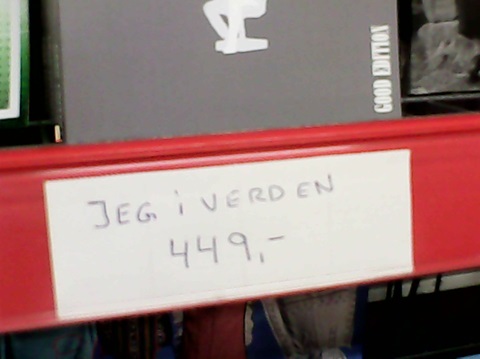 GOOD EDITION
JEG i VERDEN
449,-